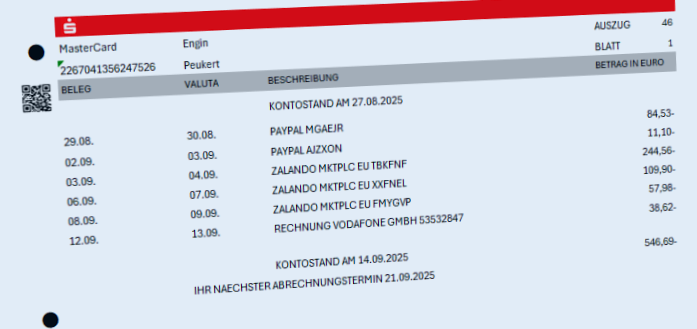 MasterCard Engin AUSZUG 46
2267041356247526 Peukert BLATT 1
BELEG VALUTA BESCHREIBUNG BETRAG IN EURO
KONTOSTAND AM 27.08.2025
29.08. 30.08. PAYPAL MGAEJR 84,53-
02.09. 03.09. PAYPAL AJZXON 11,10-
03.09. 04.09. ZALANDO MKTPLC EU TBKFNF 244,56-
06.09. 07.09. ZALANDO MKTPLC EU XXFNEL 109,90-
08.09. 09.09. ZALANDO MKTPLC EU FMYGVP 57,98-
12.09. 13.09. RECHNUNG VODAFONE GMBH 53532847 38,62-
KONTOSTAND AM 14.09.2025 546,69-
IHR NAECHSTER ABRECHNUNGSTERMIN 21.09.2025